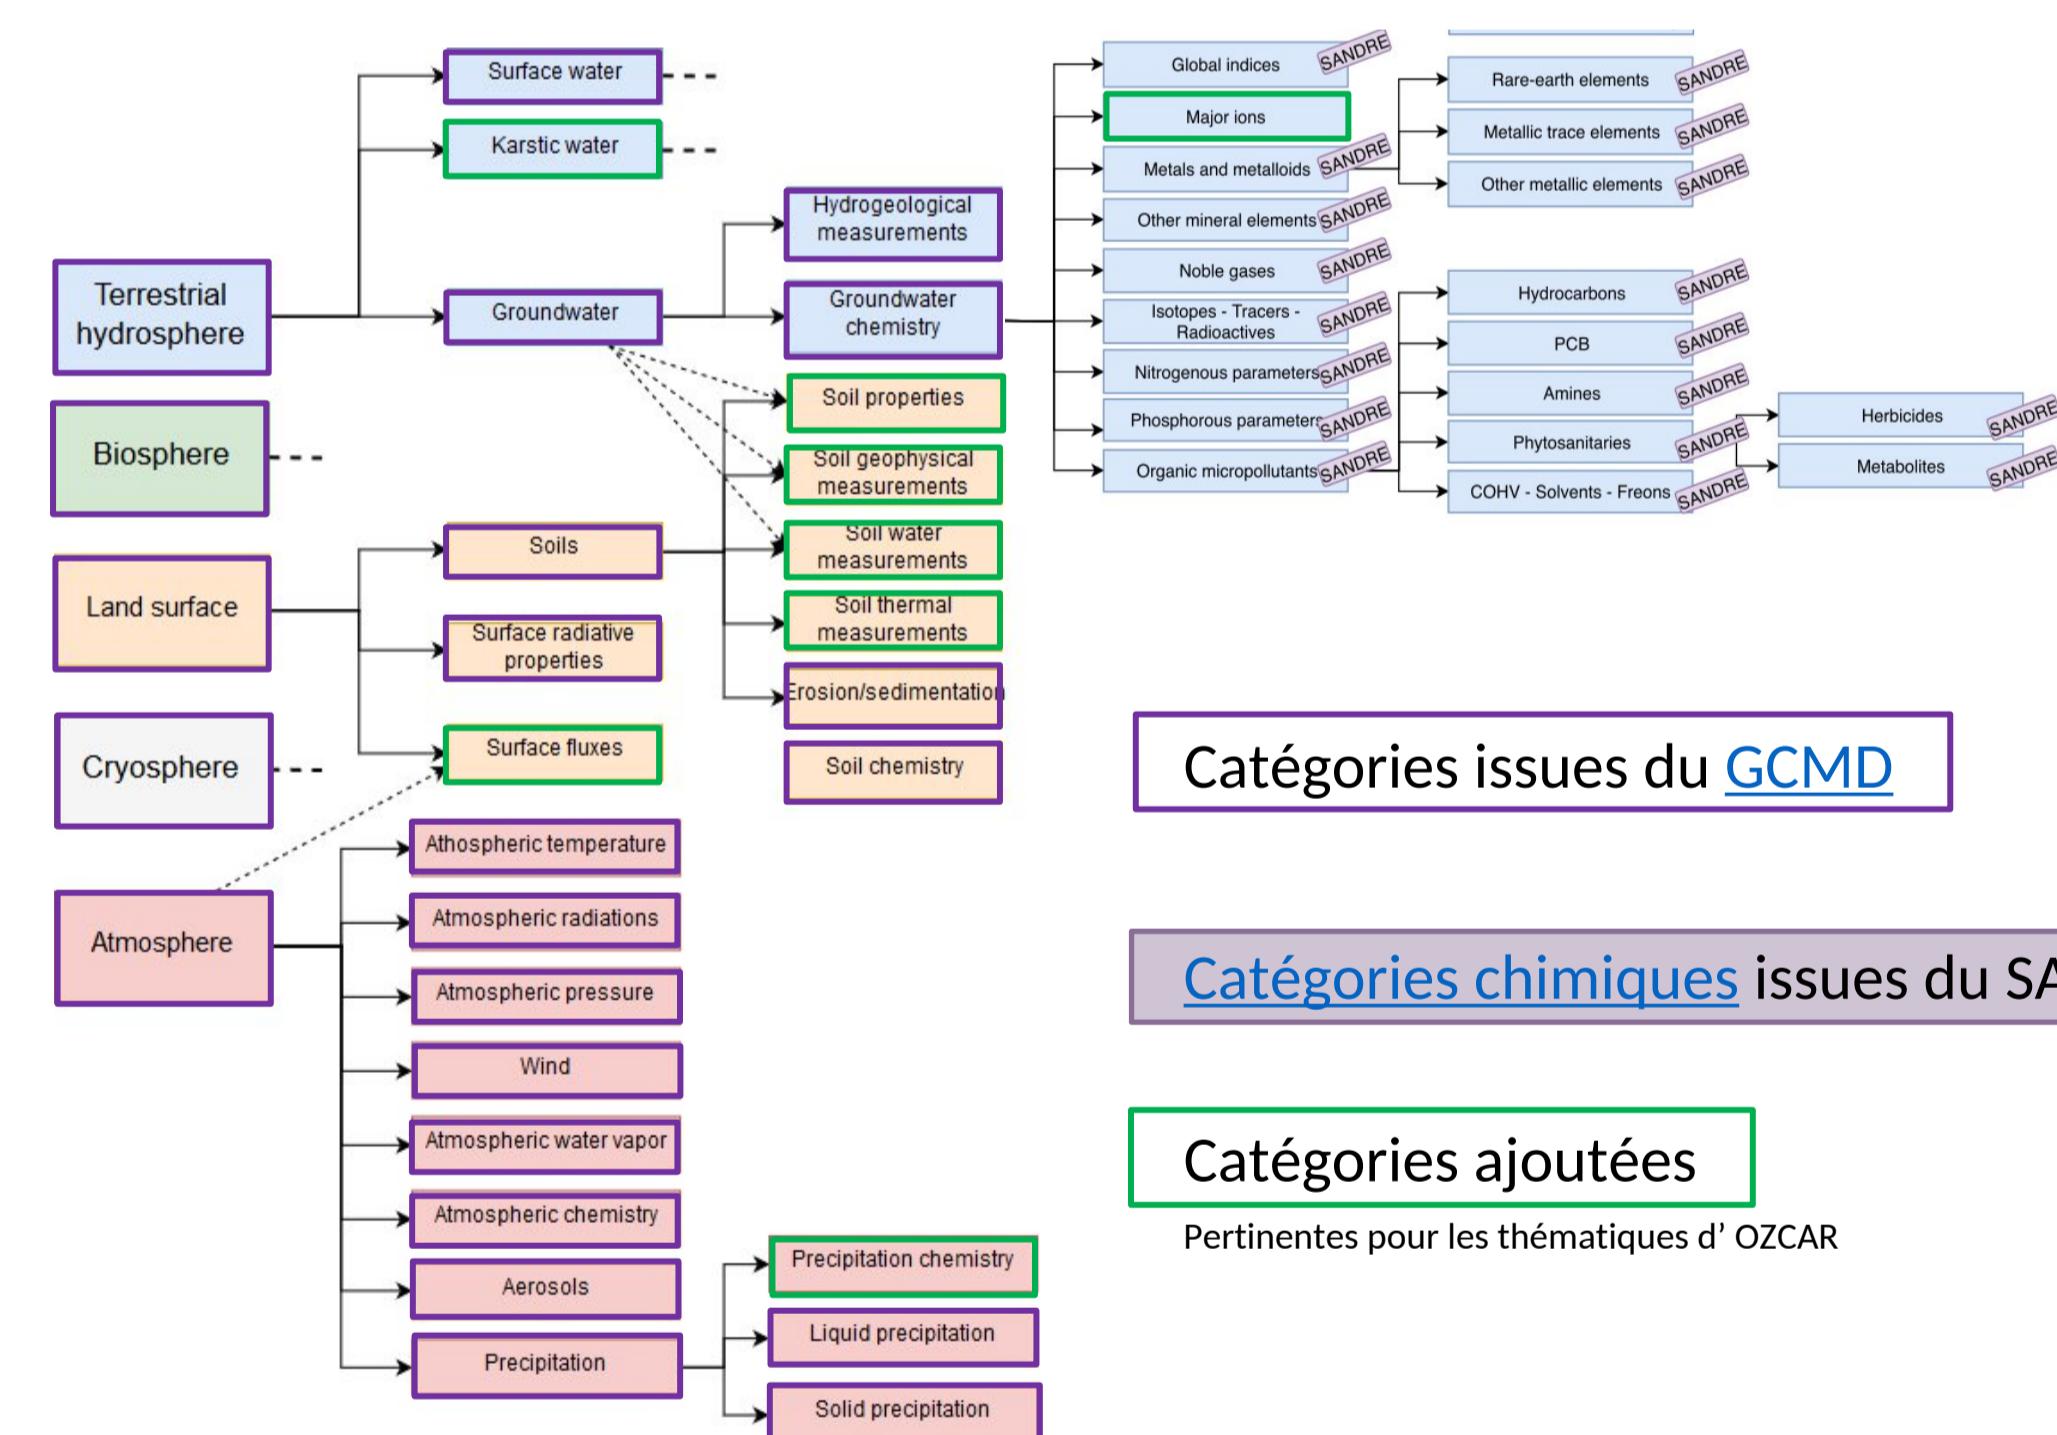 Surface water
Karstic water
Terrestrial
hydrosphere
Groundwater
Hydrogeological
measurements
Groundwater
chemistry
Biosphere
Land surface
Soils
Surface radiative
properties
Surface fluxes
Soil properties
Soil geophysical
measurements
Soil water
measurements
Soil thermal
measurements
Erosion/sedimentation
Soil chemistry
Cryosphere
Atmosphere
Athospheric temperature
Atmospheric radiations
Atmospheric pressure
Wind
Atmospheric water vapor
Atmospheric chemistry
Aerosols
Precipitation
Precipitation chemistry
Liquid precipitation
Solid precipitation
Global indices
SANDRE
Major ions
Metals and metalloids
SANDRE
Other mineral elements
SANDRE
Noble gases
SANDRE
Isotopes - Tracers -
Radioactives
SANDRE
Nitrogenous parameters
SANDRE
Phosphorous parameters
SANDRE
Organic micropollutants
SANDRE
Rare-earth elements
SANDRE
Metallic trace elements
SANDRE
Other metallic elements
SANDRE
Hydrocarbons
SANDRE
PCB
SANDRE
Amines
SANDRE
Phytosanitaries
SANDRE
COHV - Solvents - Freons
SANDRE
Herbicides
SANDRE
Metabolites
SANDRE
Catégories issues du GCMD
Catégories chimiques issues du SA
Catégories ajoutées
Pertinentes pour les thématiques d’ OZCAR